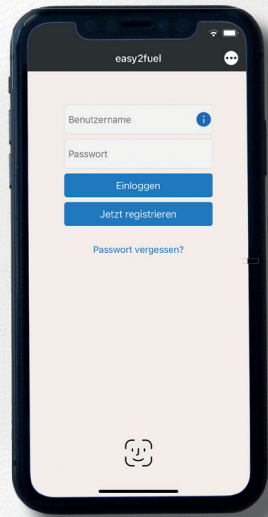 easy2fuel
Benutzername
i
Passwort
Einloggen
Jetzt registrieren
Passwort vergessen?